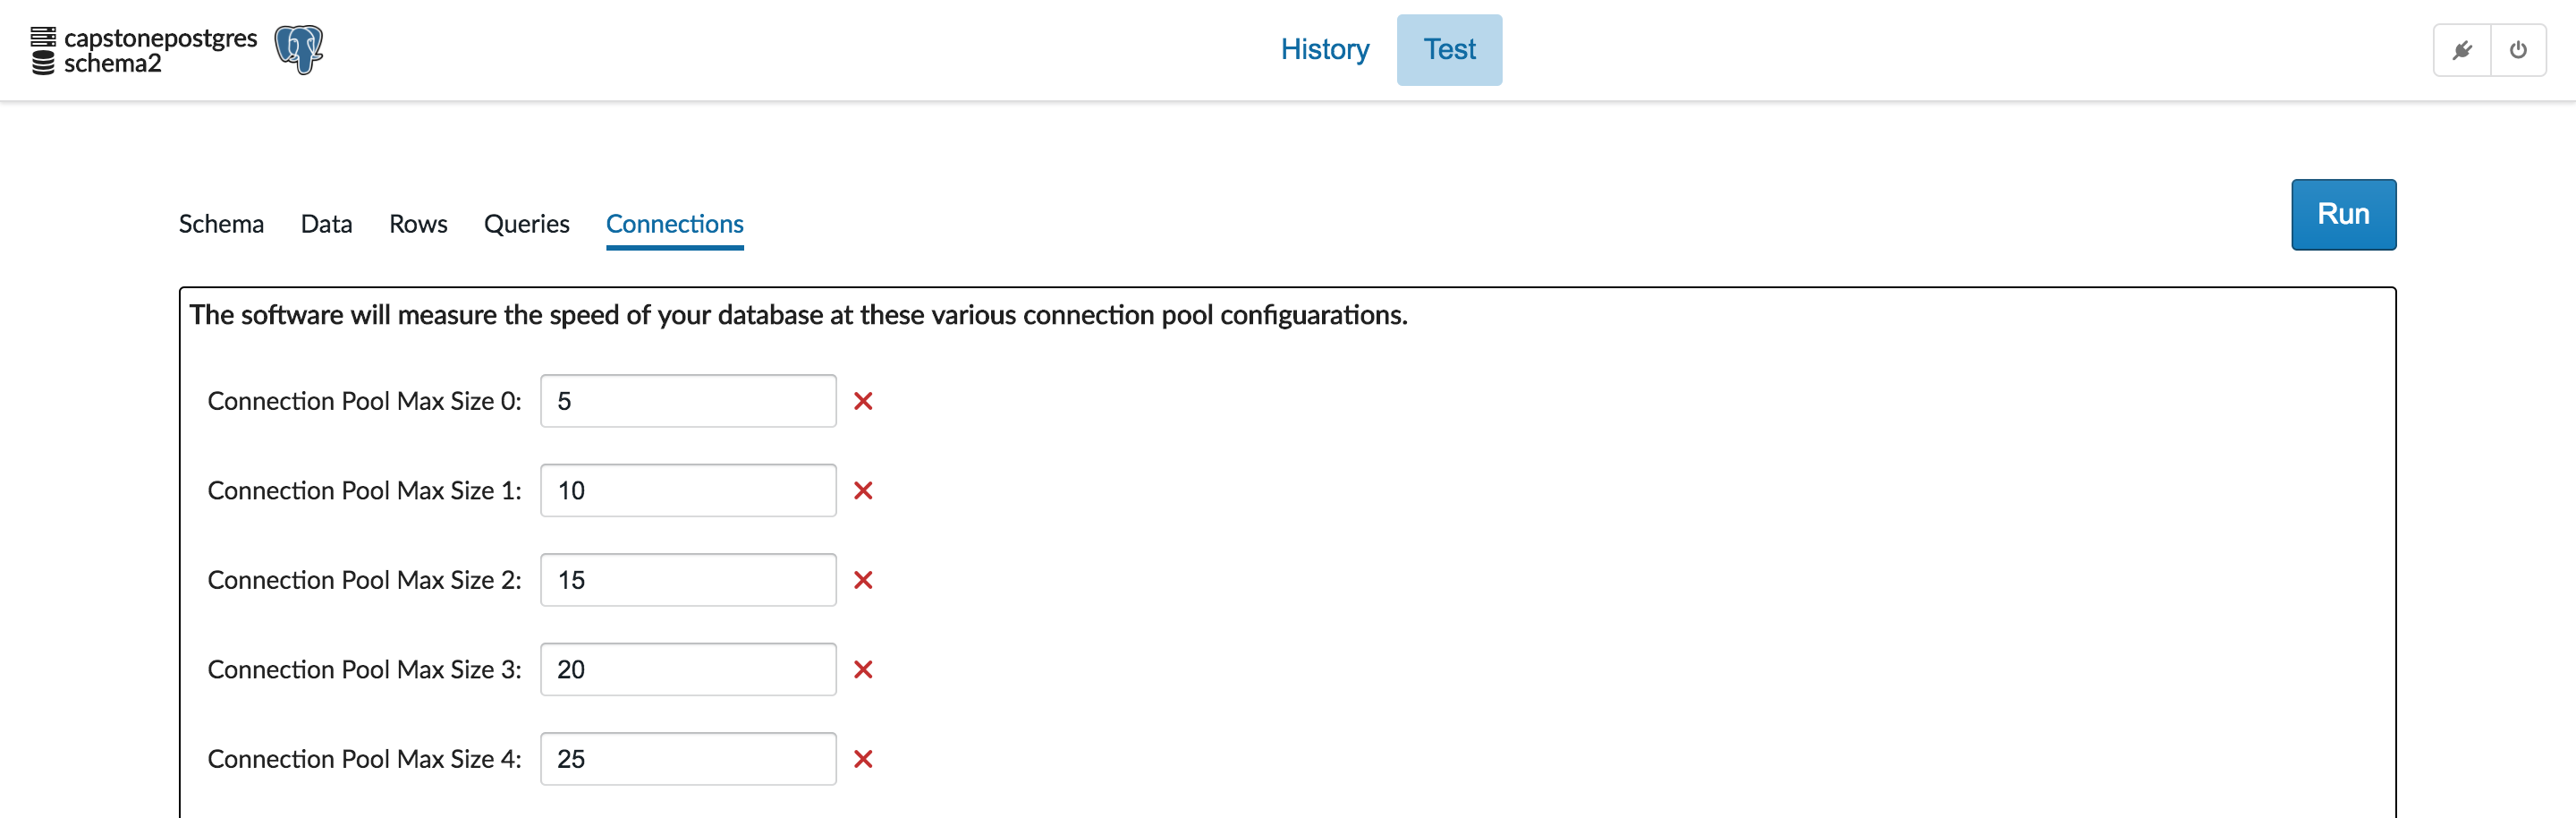 capstonepostgres
schema2
History
Test
Schema
Data
Rows
Queries
Connections
Run
The software will measure the speed of your database at these various connection pool configuarations.
Connection Pool Max Size 0: 5
Connection Pool Max Size 1: 10
Connection Pool Max Size 2: 15
Connection Pool Max Size 3: 20
Connection Pool Max Size 4: 25